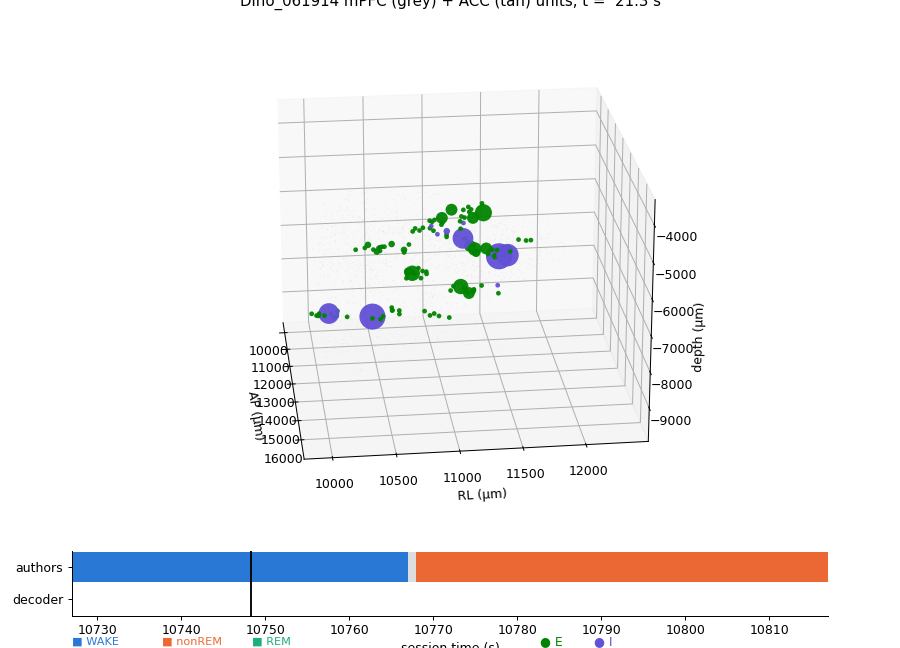 Dino_061914 mPFC (grey) + ACC (tan) units, t = 21.3 s
−4000
−5000
−6000
−7000
−8000
−9000
depth (μm)
10000
11000
12000
13000
14000
15000
16000
AP (μm)
10000
10500
11000
11500
12000
RL (μm)
authors
decoder
10730
10740
10750
10760
10770
10780
10790
10800
10810
session time (s)
WAKE
nonREM
REM
E
I